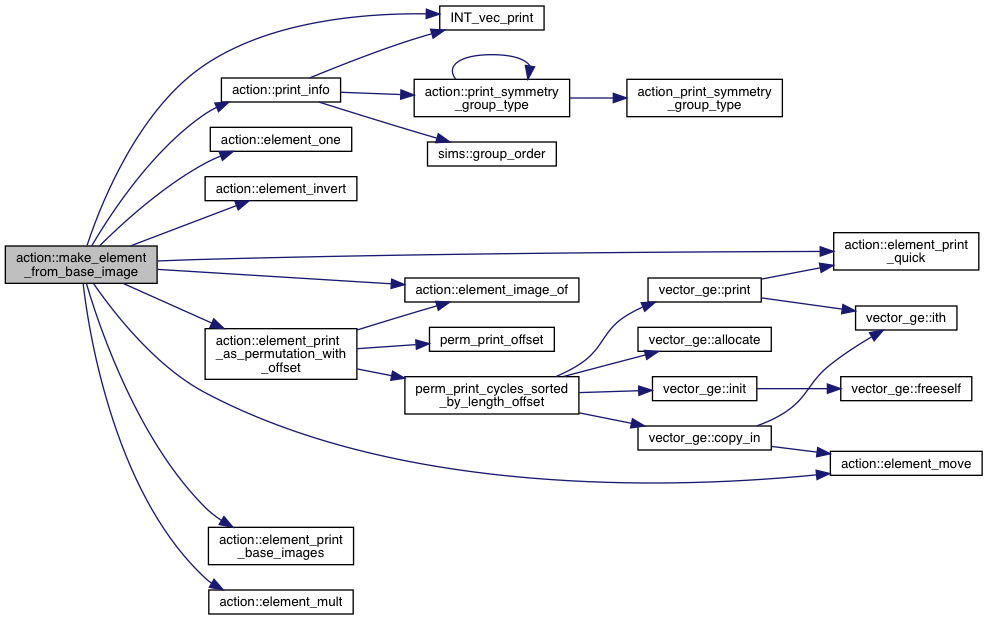 INT_vec_print
action::print_info
action::print_symmetry
_group_type
action_print_symmetry
_group_type
action::element_one
sims::group_order
action::element_invert
action::make_element
_from_base_image
action::element_print
_quick
action::element_image_of
vector_ge::print
vector_ge::ith
action::element_print
_as_permutation_with
_offset
perm_print_offset
vector_ge::allocate
perm_print_cycles_sorted
_by_length_offset
vector_ge::init
vector_ge::freeself
vector_ge::copy_in
action::element_move
action::element_print
_base_images
action::element_mult